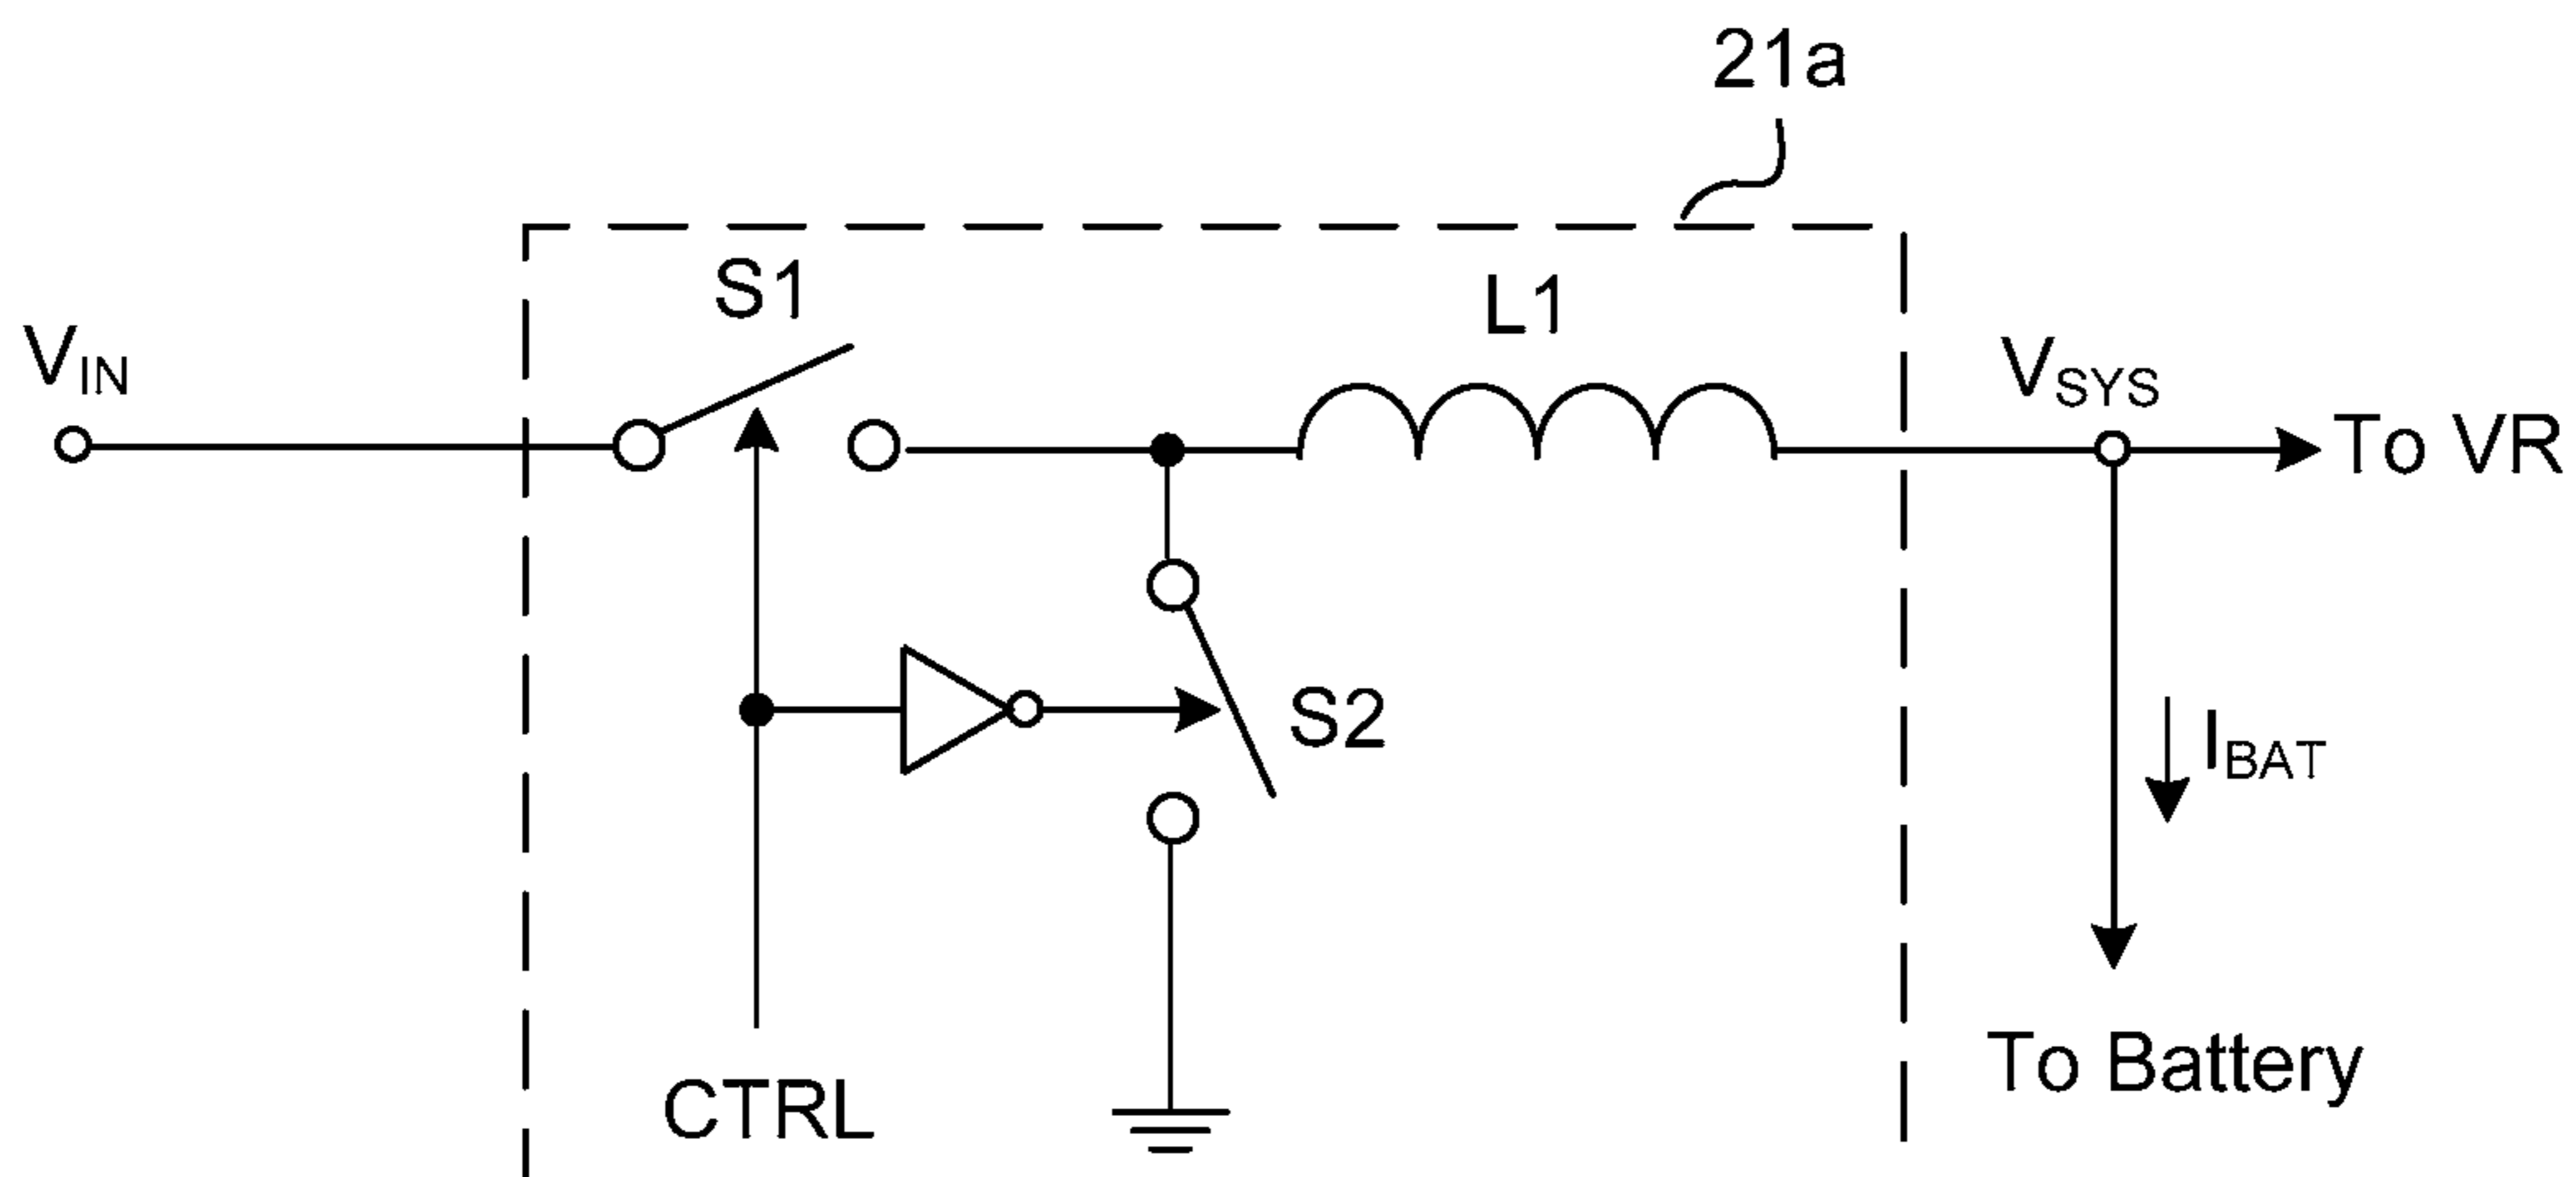 21a
S1
L1
VIN
VSYS
To VR
S2
IBAT
To Battery
CTRL